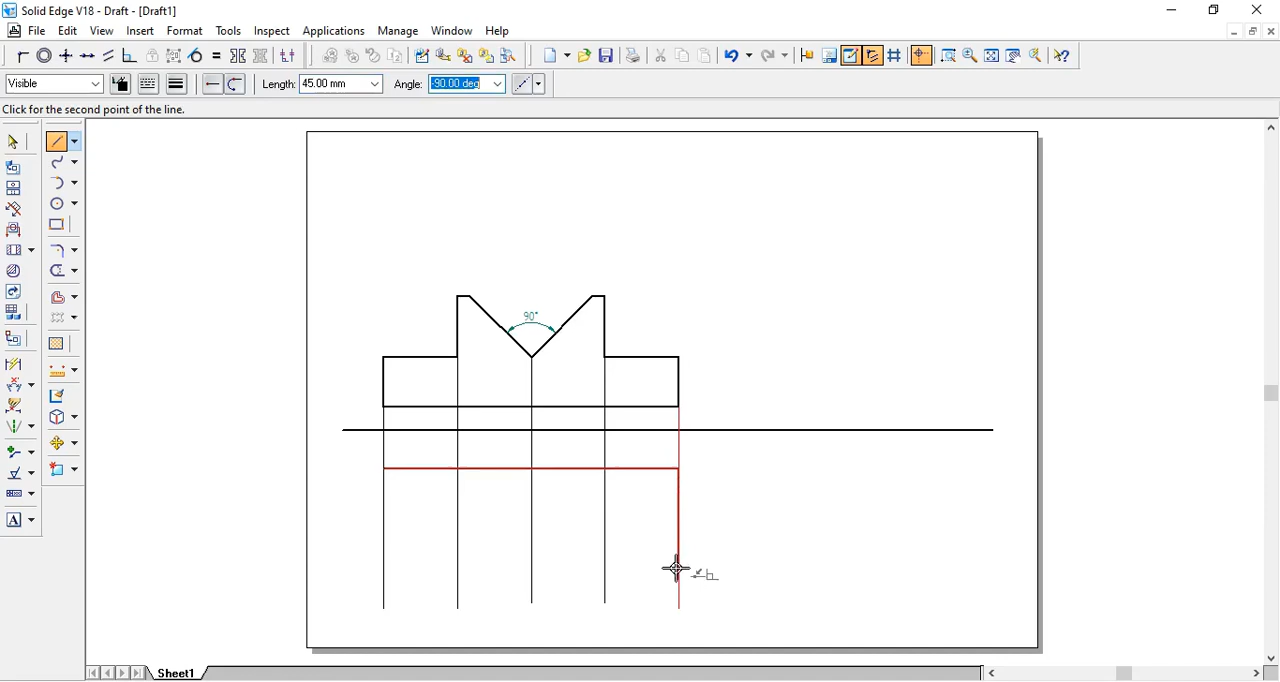 Solid Edge V18 - Draft - [Draft1]
File Edit View Insert Format Tools Inspect Applications Manage Window Help
Visible Length: 45.00 mm Angle: -90.00 deg
Click for the second point of the line.
90°
A
Sheet1